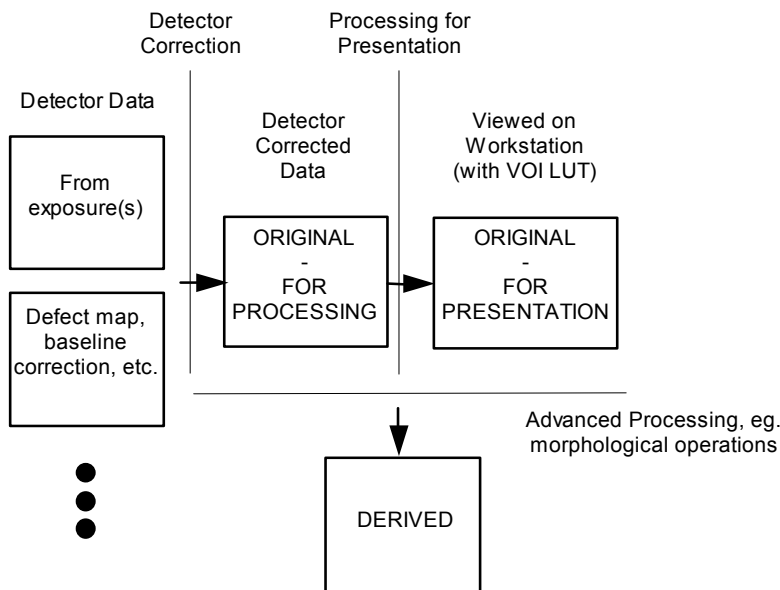 Detector
Correction
Processing for
Presentation
Detector Data
Detector
Corrected
Data
Viewed on
Workstation
(with VOI LUT)
From
exposure(s)
ORIGINAL
-
FOR
PROCESSING
ORIGINAL
-
FOR
PRESENTATION
Defect map,
baseline
correction, etc.
Advanced Processing, eg.
morphological operations
DERIVED